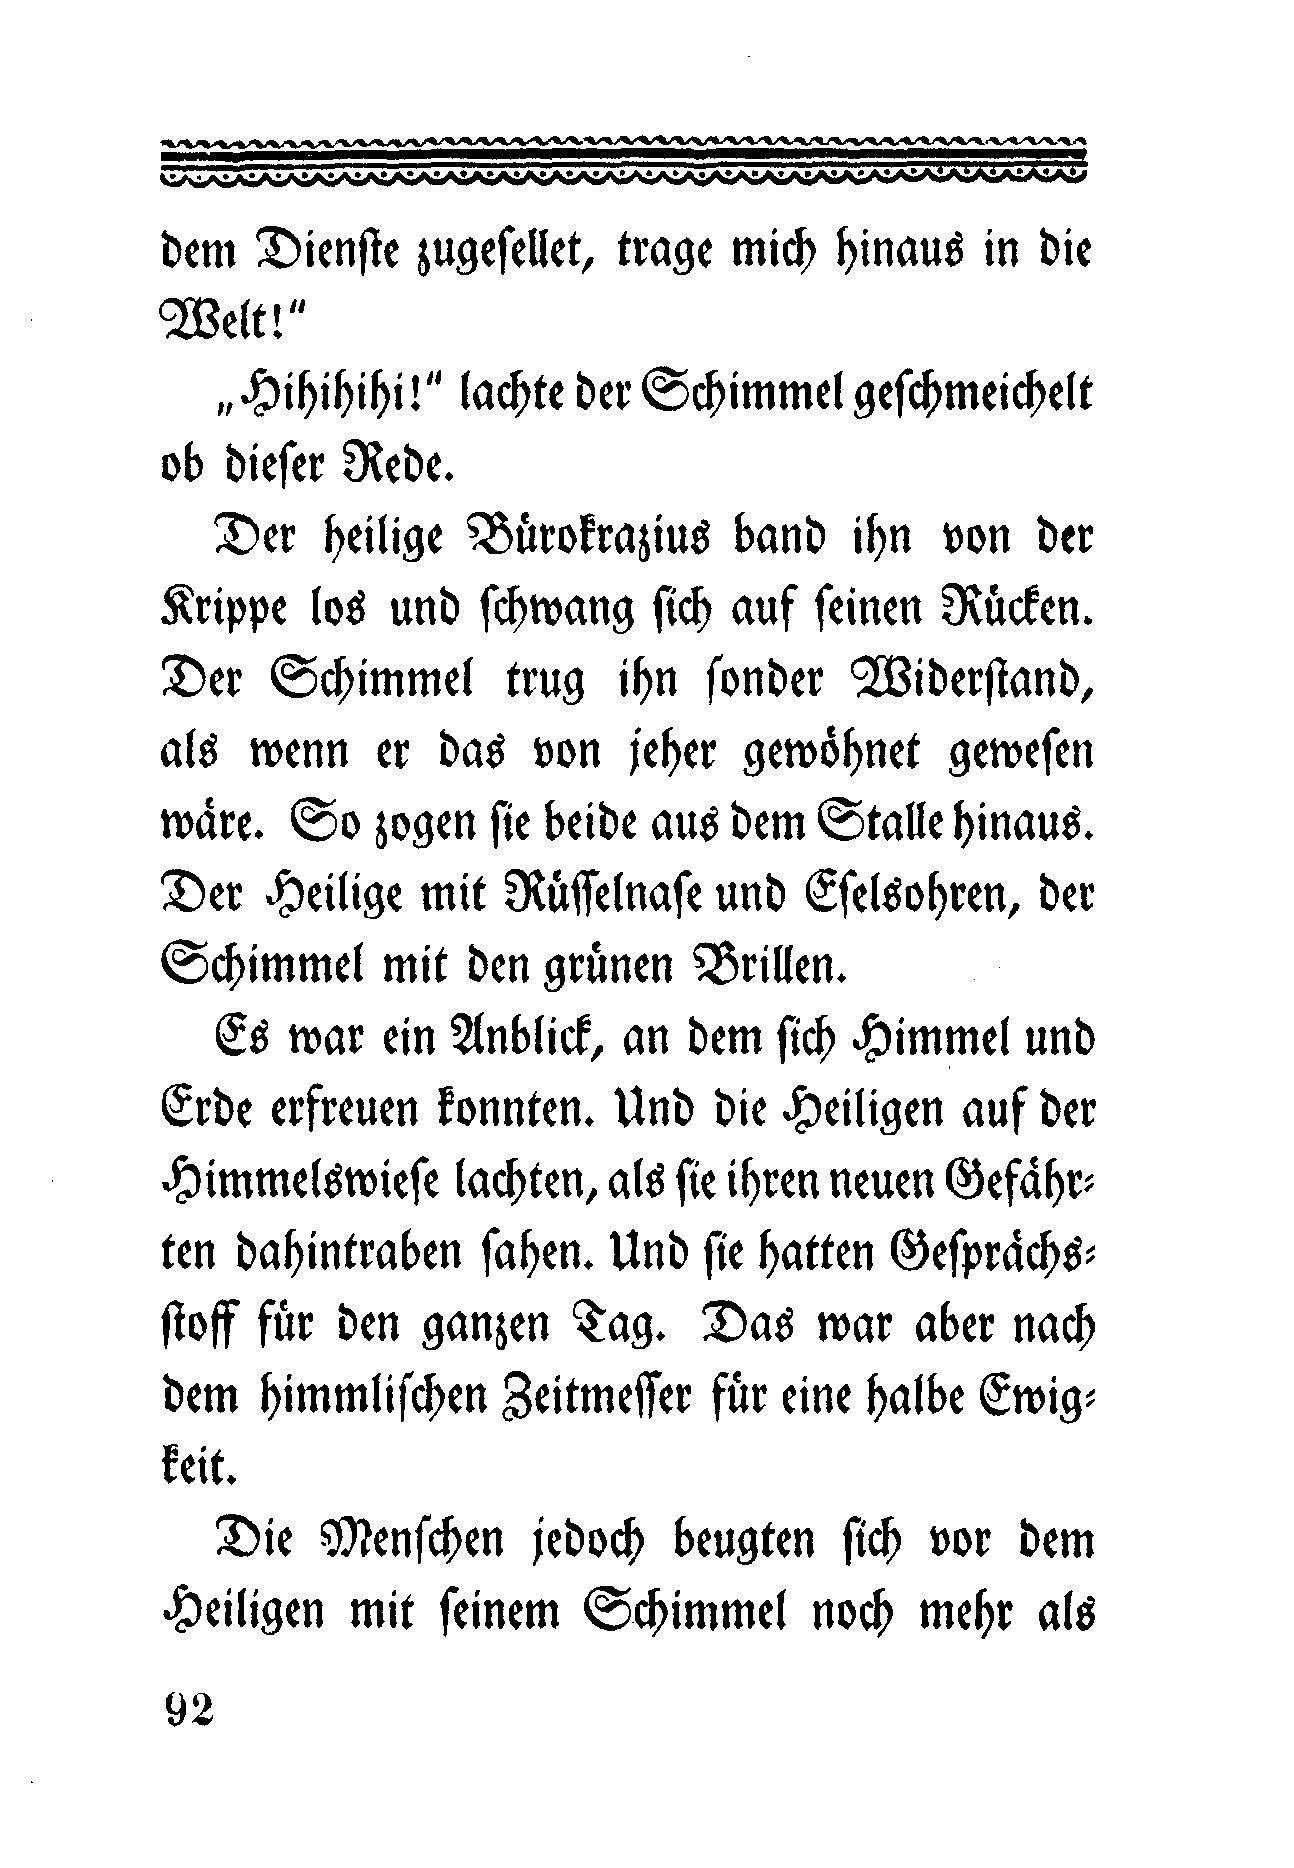 dem Dienſte zugeſellet, trage mich hinaus in die
Welt!“
„Hihihihi!“ lachte der Schimmel geſchmeichelt
ob dieſer Rede.
Der heilige Bürokrazius band ihn von der
Krippe los und ſchwang ſich auf ſeinen Rücken.
Der Schimmel trug ihn ſonder Widerſtand,
als wenn er das von jeher gewöhnet geweſen
wäre. So zogen ſie beide aus dem Stalle hinaus.
Der Heilige mit Rüſſelnaſe und Eſelsohren, der
Schimmel mit den grünen Brillen.
Es war ein Anblick, an dem ſich Himmel und
Erde erfreuen konnten. Und die Heiligen auf der
Himmelswieſe lachten, als ſie ihren neuen Gefähr⸗
ten dahintraben ſahen. Und ſie hatten Geſprächs⸗
ſtoff für den ganzen Tag. Das war aber nach
dem himmliſchen Zeitmeſſer für eine halbe Ewig⸗
keit.
Die Menſchen jedoch beugten ſich vor dem
Heiligen mit ſeinem Schimmel noch mehr als
92